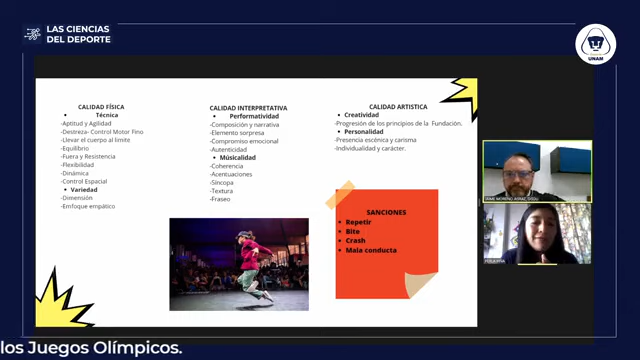 LAS CIENCIAS
DEL DEPORTE
UNAM
CALIDAD FÍSICA
• Técnica
-Aptitud y Agilidad
-Destreza- Control Motor Fino
-Llevar el cuerpo al límite
-Equilibrio
-Fuera y Resistencia
-Flexibilidad
-Dinámica
-Control Espacial
• Variedad
-Dimensión
-Emfoque empático
CALIDAD INTERPRETATIVA
• Performatividad
-Composición y narrativa
-Elemento sorpresa
-Compromiso emocional
-Autenticidad
• Músicalidad
-Coherencia
-Acentuaciones
-Síncopa
-Textura
-Fraseo
CALIDAD ARTISTICA
• Creatividad
-Progresión de los principios de la Fundación.
• Personalidad
-Presencia escénica y carisma
-Individualidad y carácter.
SANCIONES
• Repetir
• Bite
• Crash
• Mala conducta
los Juegos Olímpicos.